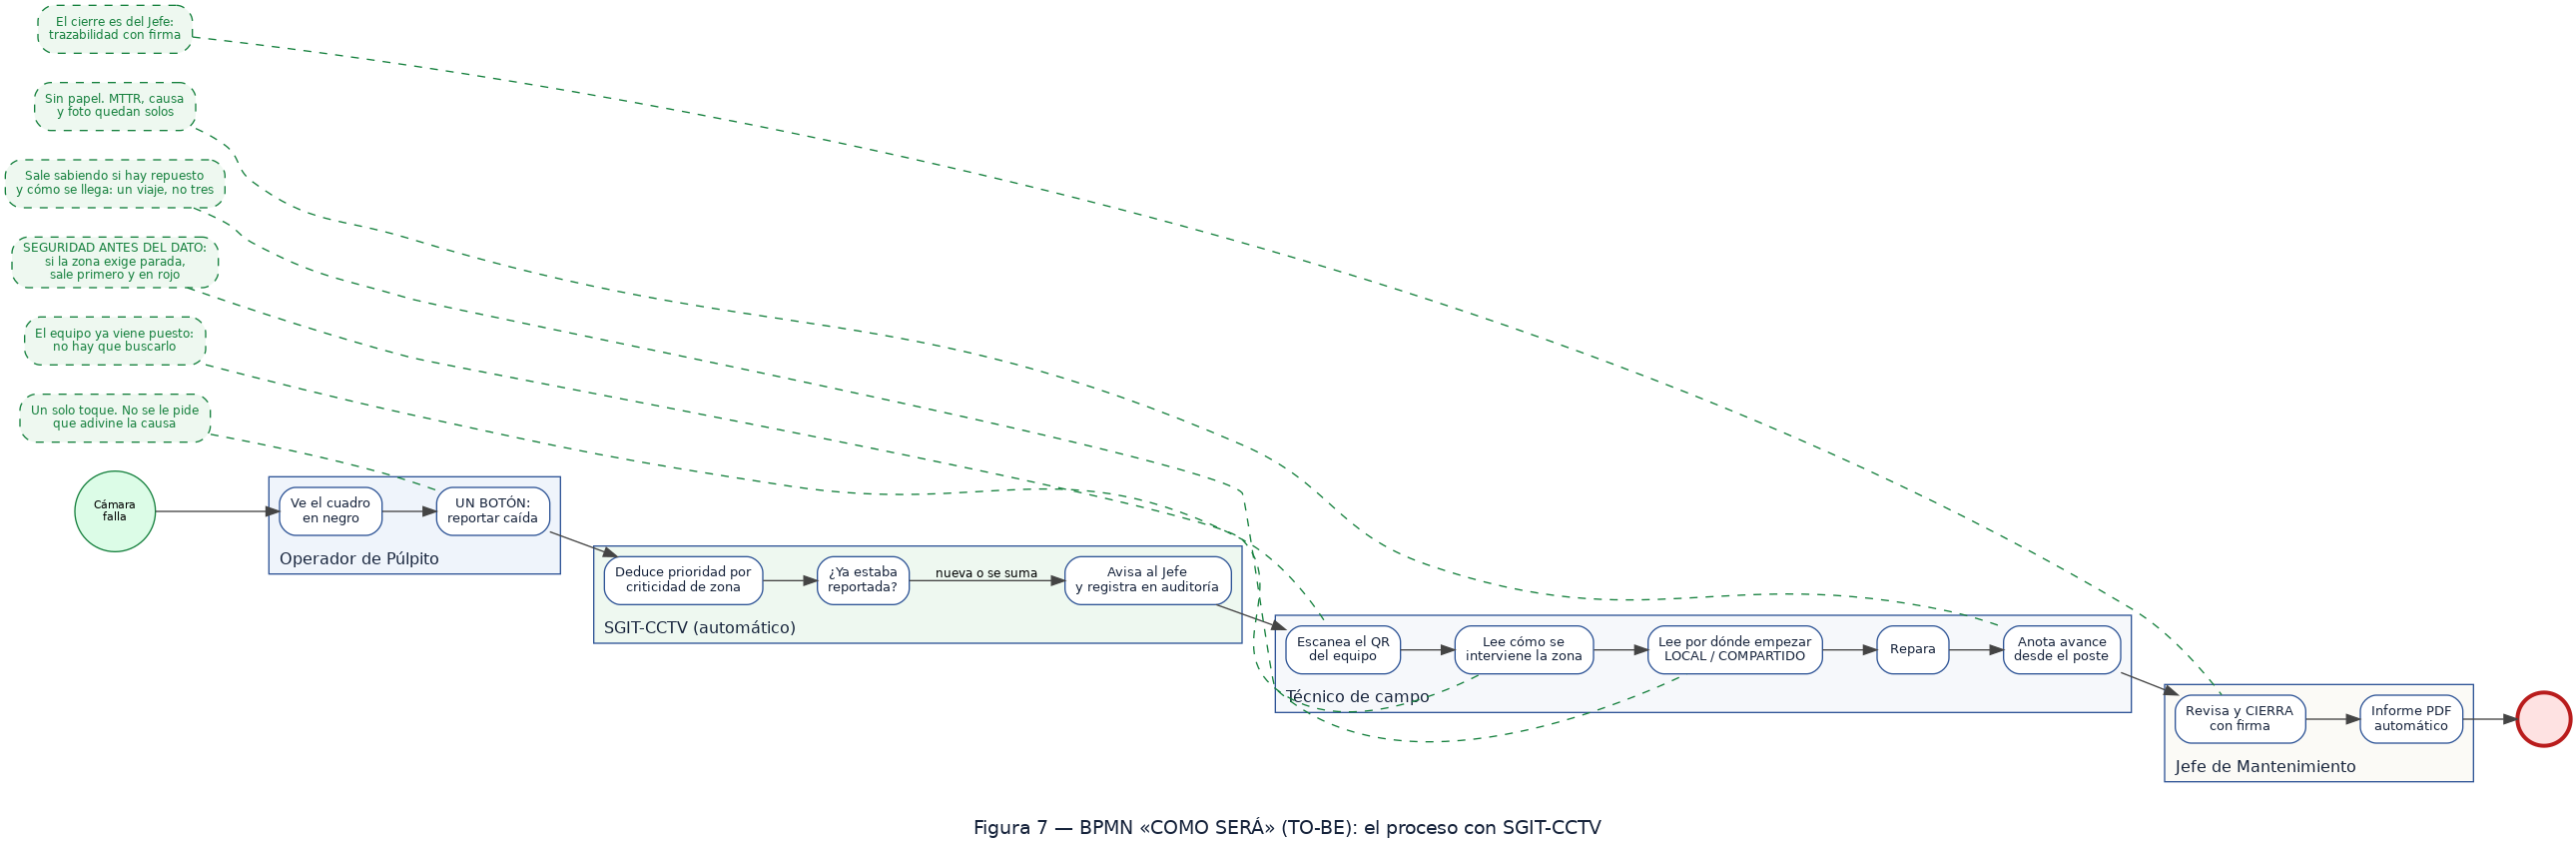 El cierre es del Jefe:
trazabilidad con firma
Sin papel. MTTR, causa
y foto quedan solos
Sale sabiendo si hay repuesto
y cómo se llega: un viaje, no tres
SEGURIDAD ANTES DEL DATO:
si la zona exige parada,
sale primero y en rojo
El equipo ya viene puesto:
no hay que buscarlo
Un solo toque. No se le pide
que adivine la causa
Cámara
falla
Ve el cuadro
en negro
UN BOTÓN:
reportar caída
Operador de Púlpito
Deduce prioridad por
criticidad de zona
¿Ya estaba
reportada?
nueva o se suma
Avisa al Jefe
y registra en auditoría
SGIT-CCTV (automático)
Escanea el QR
del equipo
Lee cómo se
interviene la zona
Lee por dónde empezar
LOCAL / COMPARTIDO
Repara
Anota avance
desde el poste
Técnico de campo
Revisa y CIERRA
con firma
Informe PDF
automático
Jefe de Mantenimiento
Figura 7 — BPMN «COMO SERÁ» (TO-BE): el proceso con SGIT-CCTV